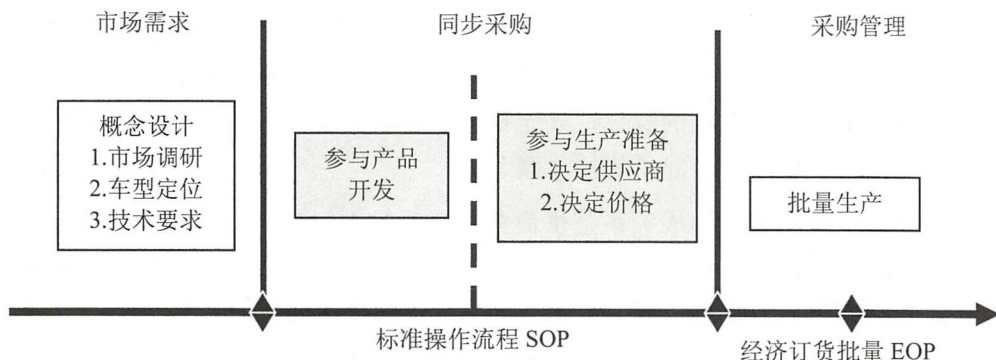 市场需求
同步采购
采购管理
概念设计
1.市场调研
2.车型定位
3.技术要求
参与产品
开发
参与生产准备
1.决定供应商
2.决定价格
批量生产
标准操作流程 SOP
经济订货批量 EOP